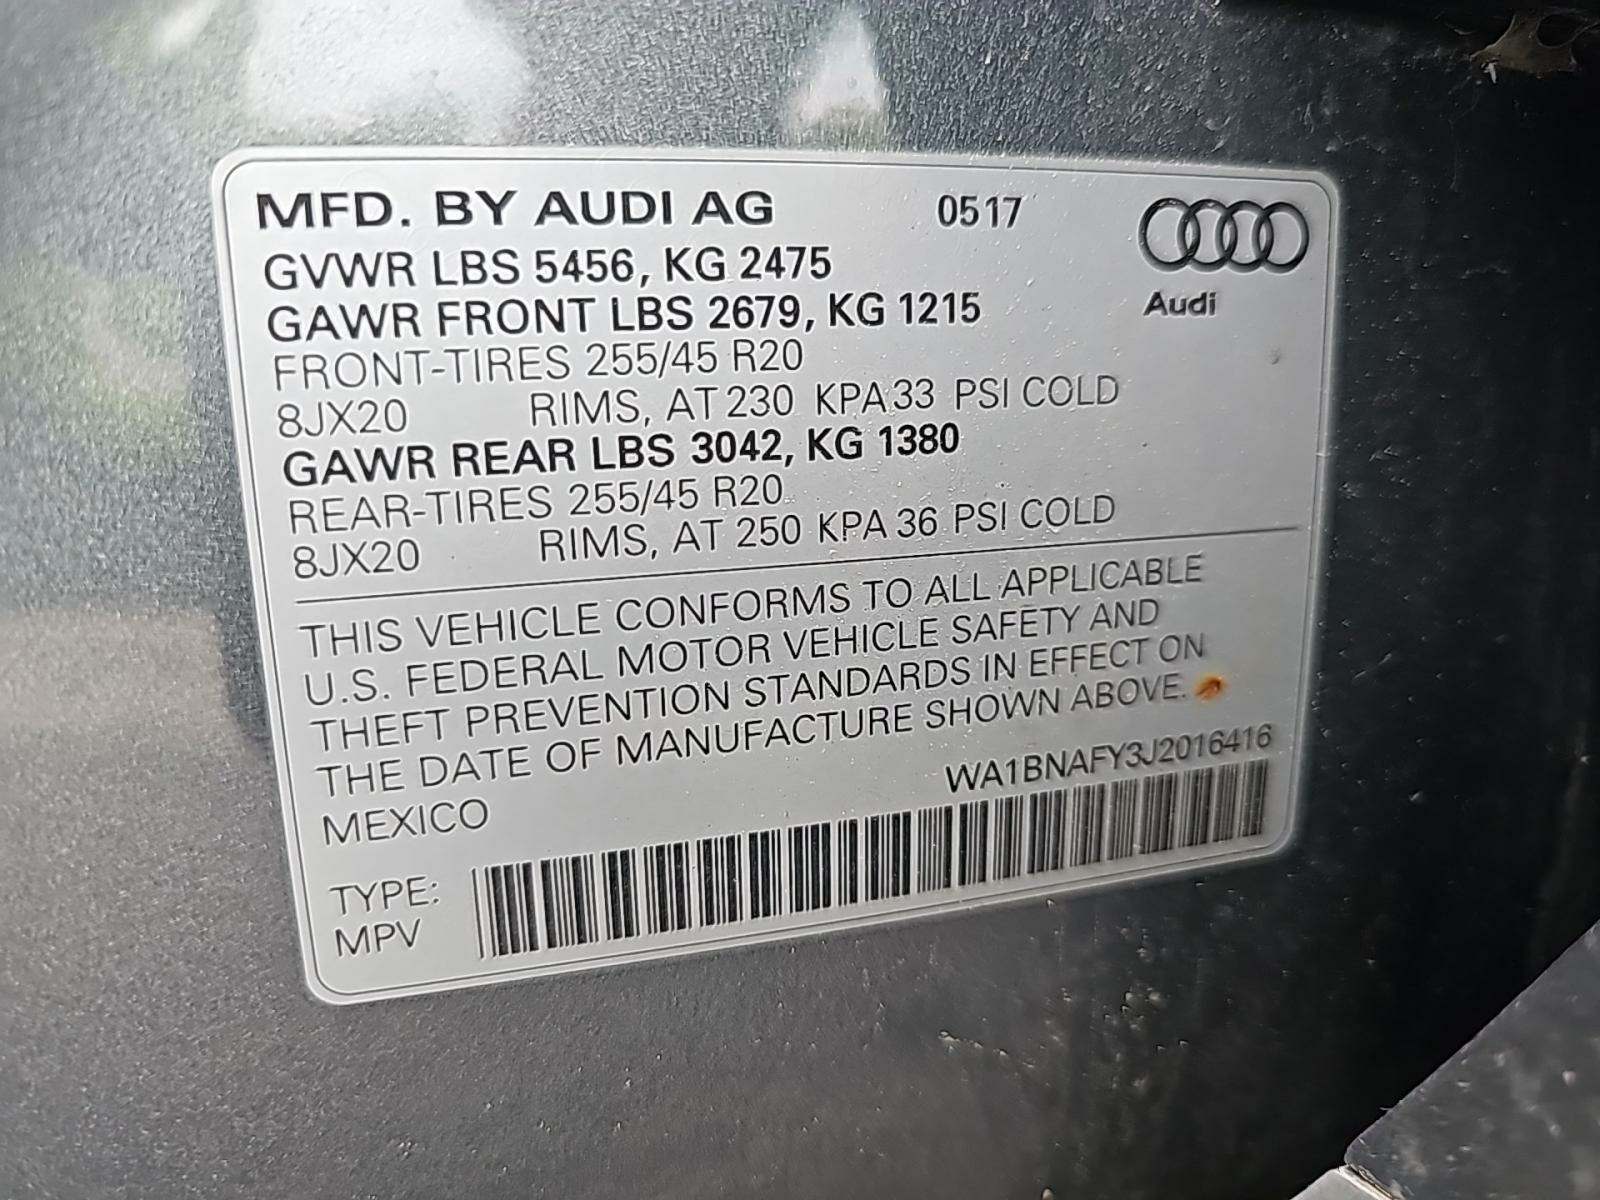 MFD. BY AUDI AG 0517
GVWR LBS 5456, KG 2475
GAWR FRONT LBS 2679, KG 1215
Audi
FRONT-TIRES 255/45 R20
8JX20 RIMS, AT 230 KPA 33 PSI COLD
GAWR REAR LBS 3042, KG 1380
REAR-TIRES 255/45 R20
8JX20 RIMS, AT 250 KPA 36 PSI COLD
THIS VEHICLE CONFORMS TO ALL APPLICABLE
U.S. FEDERAL MOTOR VEHICLE SAFETY AND
THEFT PREVENTION STANDARDS IN EFFECT ON
THE DATE OF MANUFACTURE SHOWN ABOVE.
MEXICO WA1BNAFY3J2016416
TYPE:
MPV